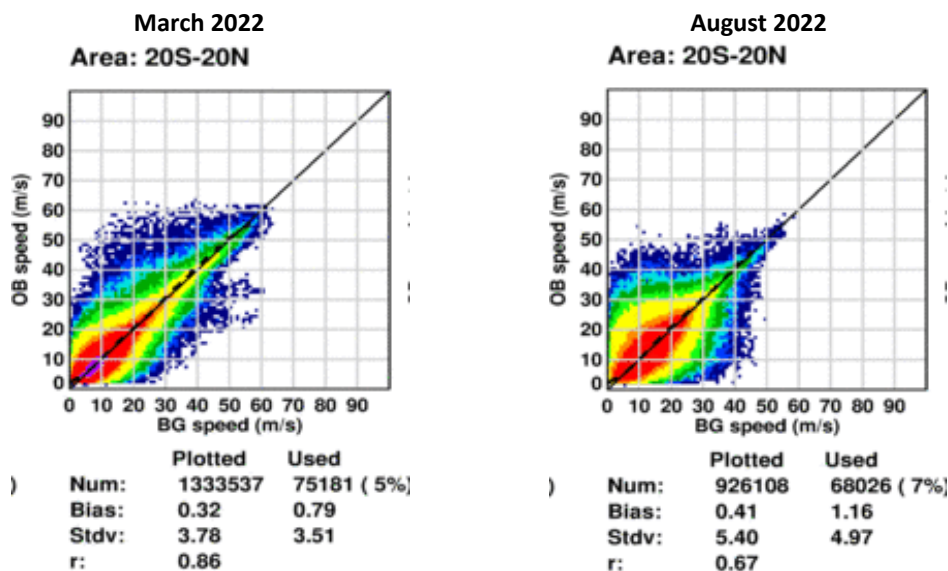 March 2022
Area: 20S-20N
OB speed (m/s)
90
80
70
60
50
40
30
20
10
0
0 10 20 30 40 50 60 70 80 90
BG speed (m/s)
Plotted Used
) Num: 1333537 75181 ( 5%)
Bias: 0.32 0.79
Stdv: 3.78 3.51
r: 0.86
August 2022
Area: 20S-20N
OB speed (m/s)
90
80
70
60
50
40
30
20
10
0
0 10 20 30 40 50 60 70 80 90
BG speed (m/s)
Plotted Used
) Num: 926108 68026 ( 7%)
Bias: 0.41 1.16
Stdv: 5.40 4.97
r: 0.67